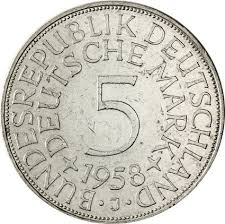 BUNDESREPUBLIK DEUTSCHLAND
DEUTSCHE MARK
5
1958
J